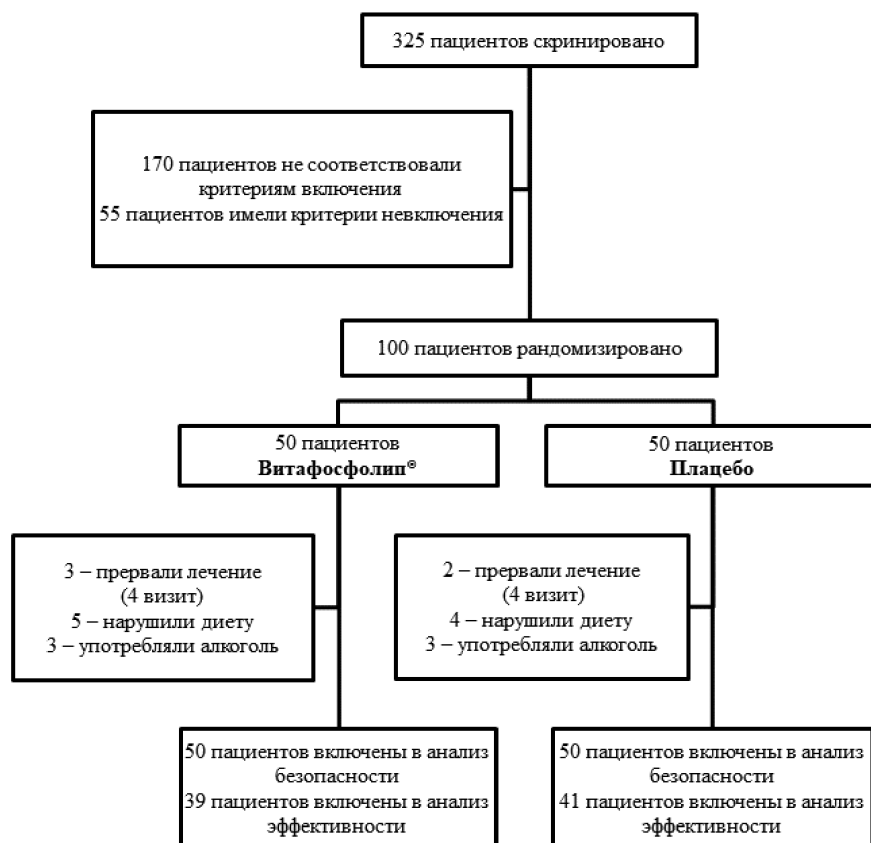 325 пациентов скринировано
170 пациентов не соответствовали
критериям включения
55 пациентов имели критерии невключения
100 пациентов рандомизировано
50 пациентов
Витафосфолип®
50 пациентов
Плацебо
3 – прервали лечение
(4 визит)
5 – нарушили диету
3 – употребляли алкоголь
2 – прервали лечение
(4 визит)
4 – нарушили диету
3 – употребляли алкоголь
50 пациентов включены в анализ
безопасности
39 пациентов включены в анализ
эффективности
50 пациентов включены в анализ
безопасности
41 пациентов включены в анализ
эффективности